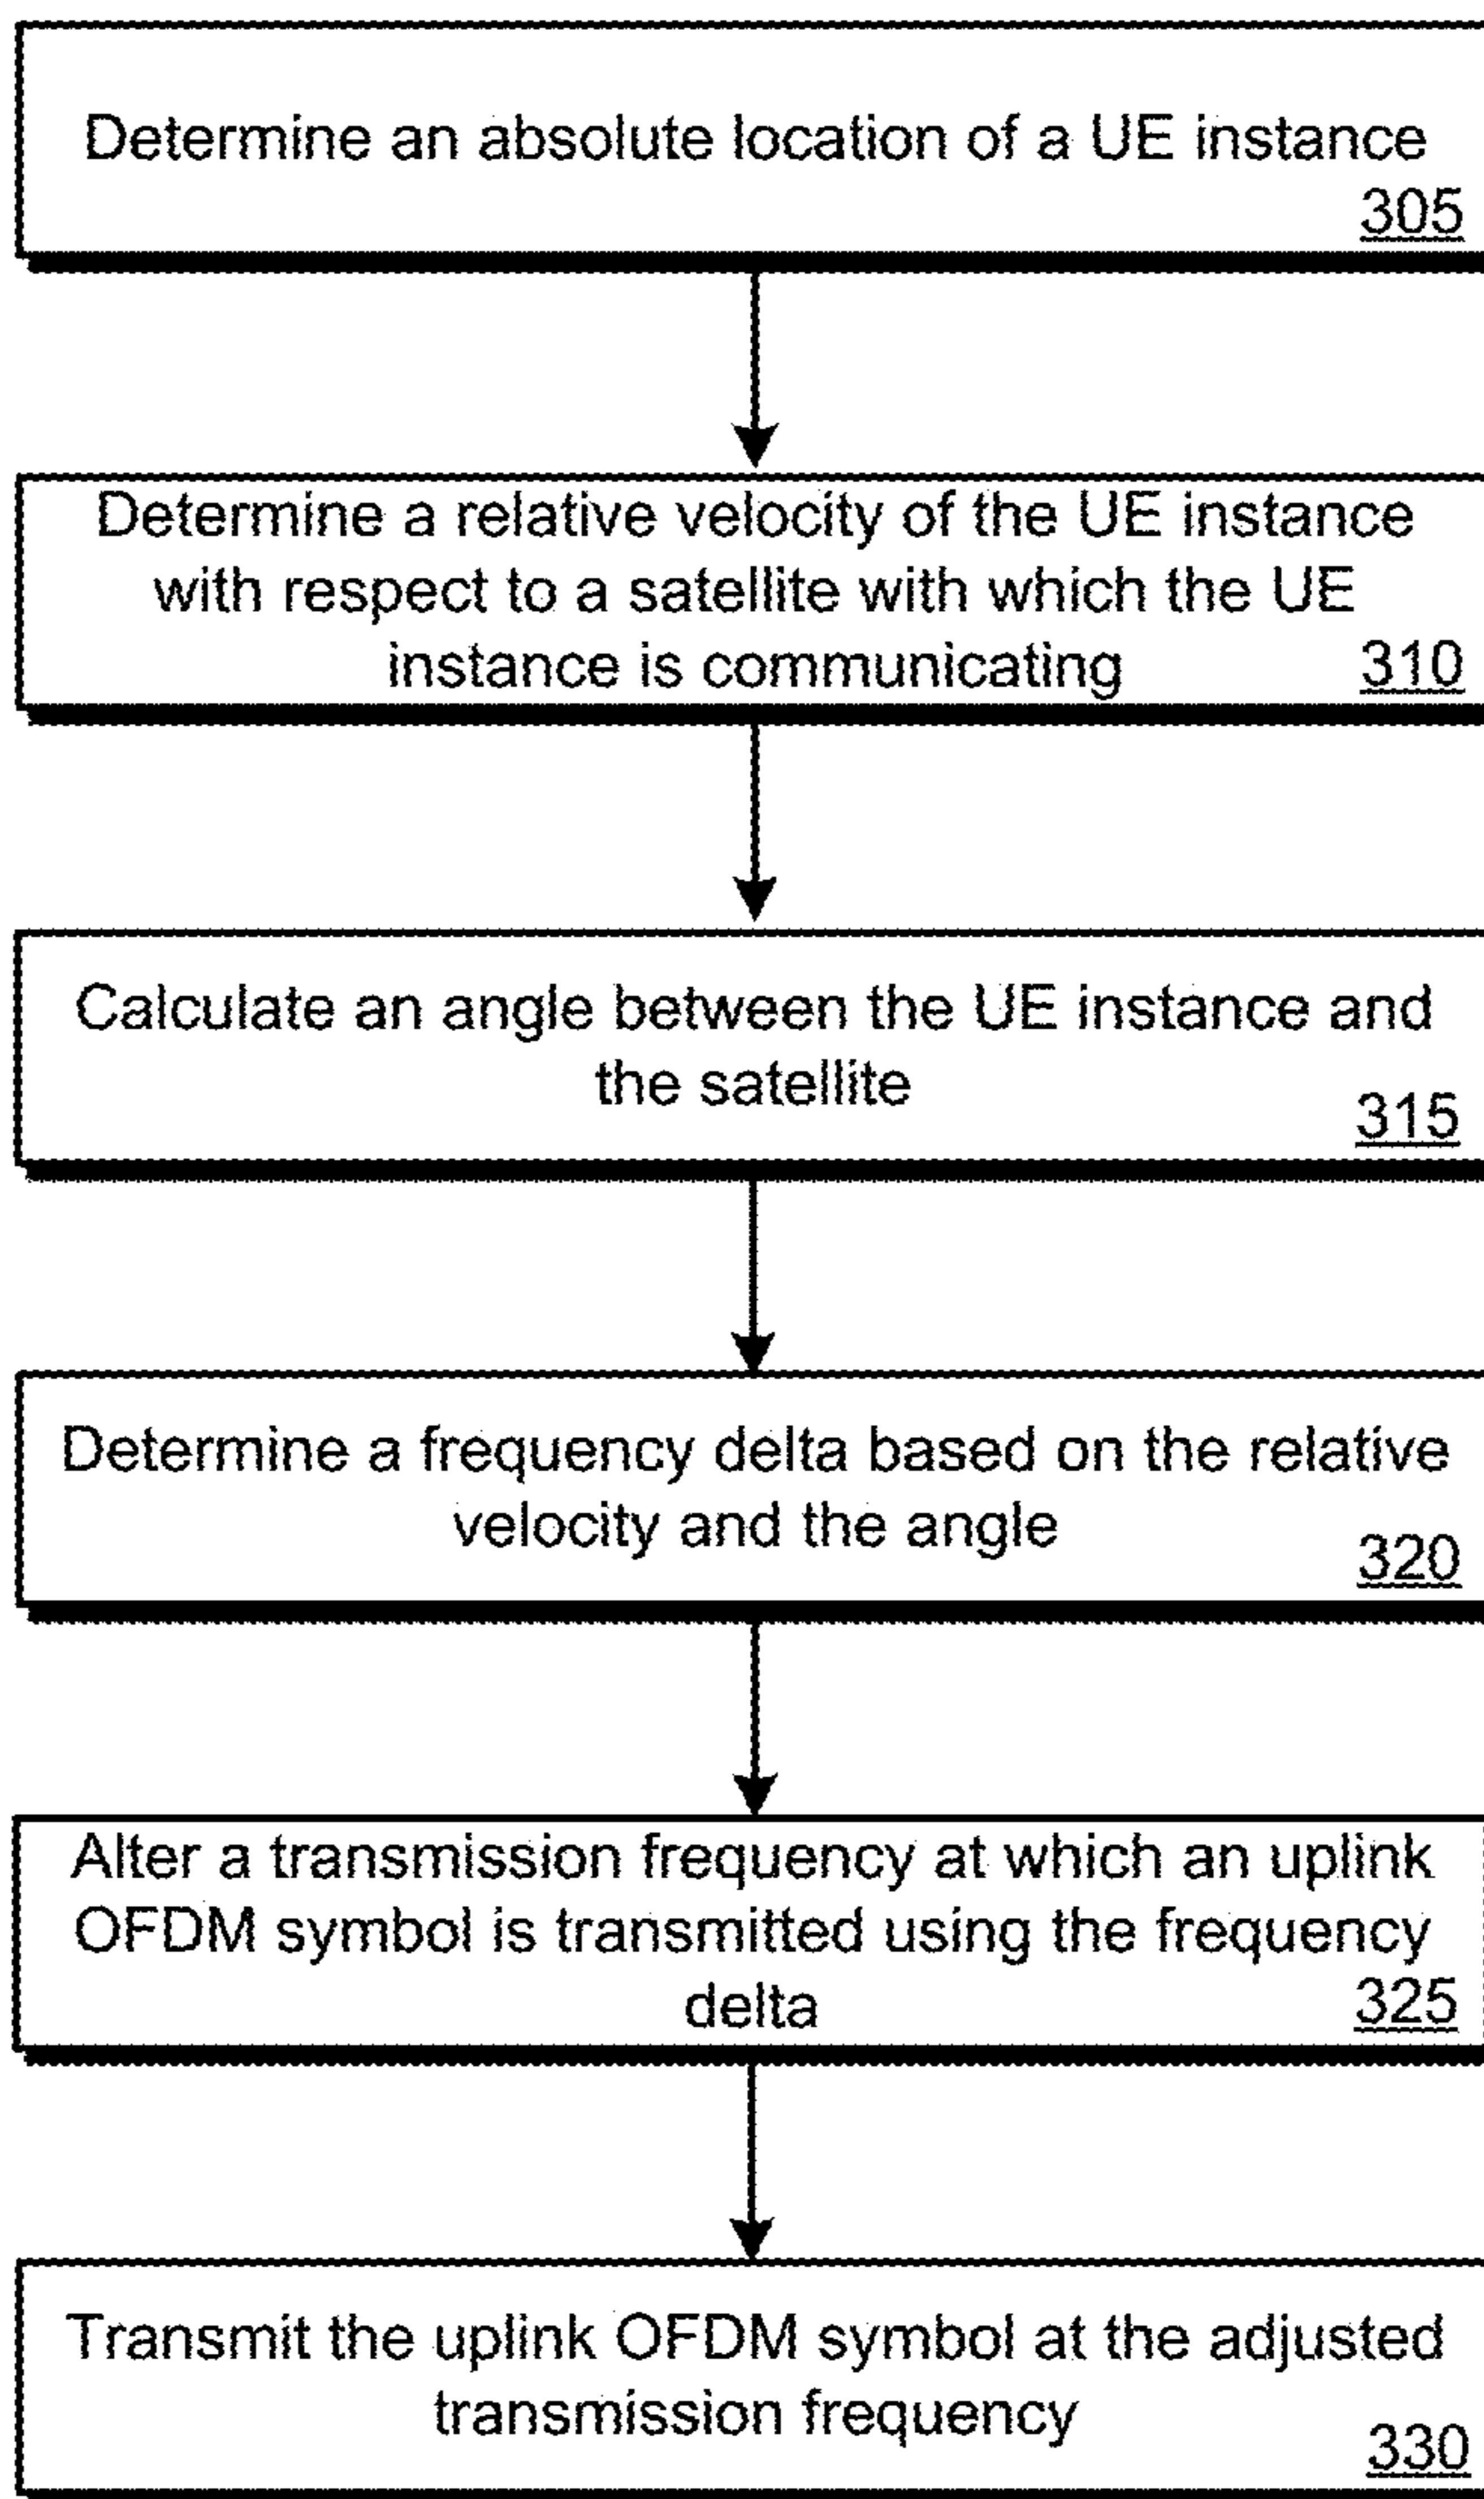 Determine an absolute location of a UE instance
305
Determine a relative velocity of the UE instance
with respect to a satellite with which the UE
instance is communicating
310
Calculate an angle between the UE instance and
the satellite
315
Determine a frequency delta based on the relative
velocity and the angle
320
Alter a transmission frequency at which an uplink
OFDM symbol is transmitted using the frequency
delta
325
Transmit the uplink OFDM symbol at the adjusted
transmission frequency
330